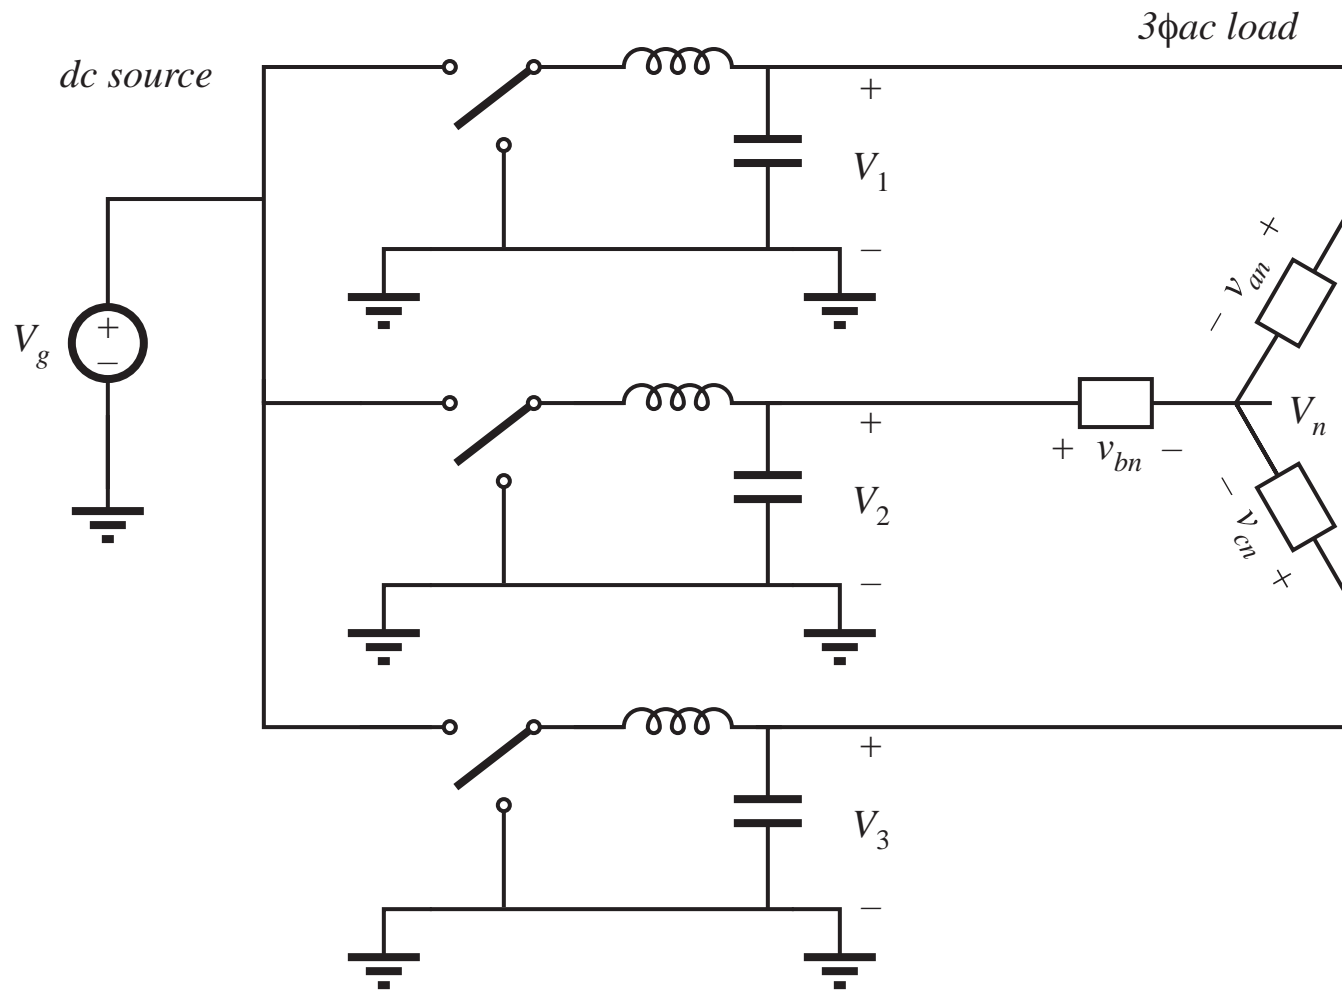 3ϕac load
dc source
+
V1
–
+ van –
Vg
+
–
+
Vn
+ vbn –
V2
– vcn +
–
+
V3
–